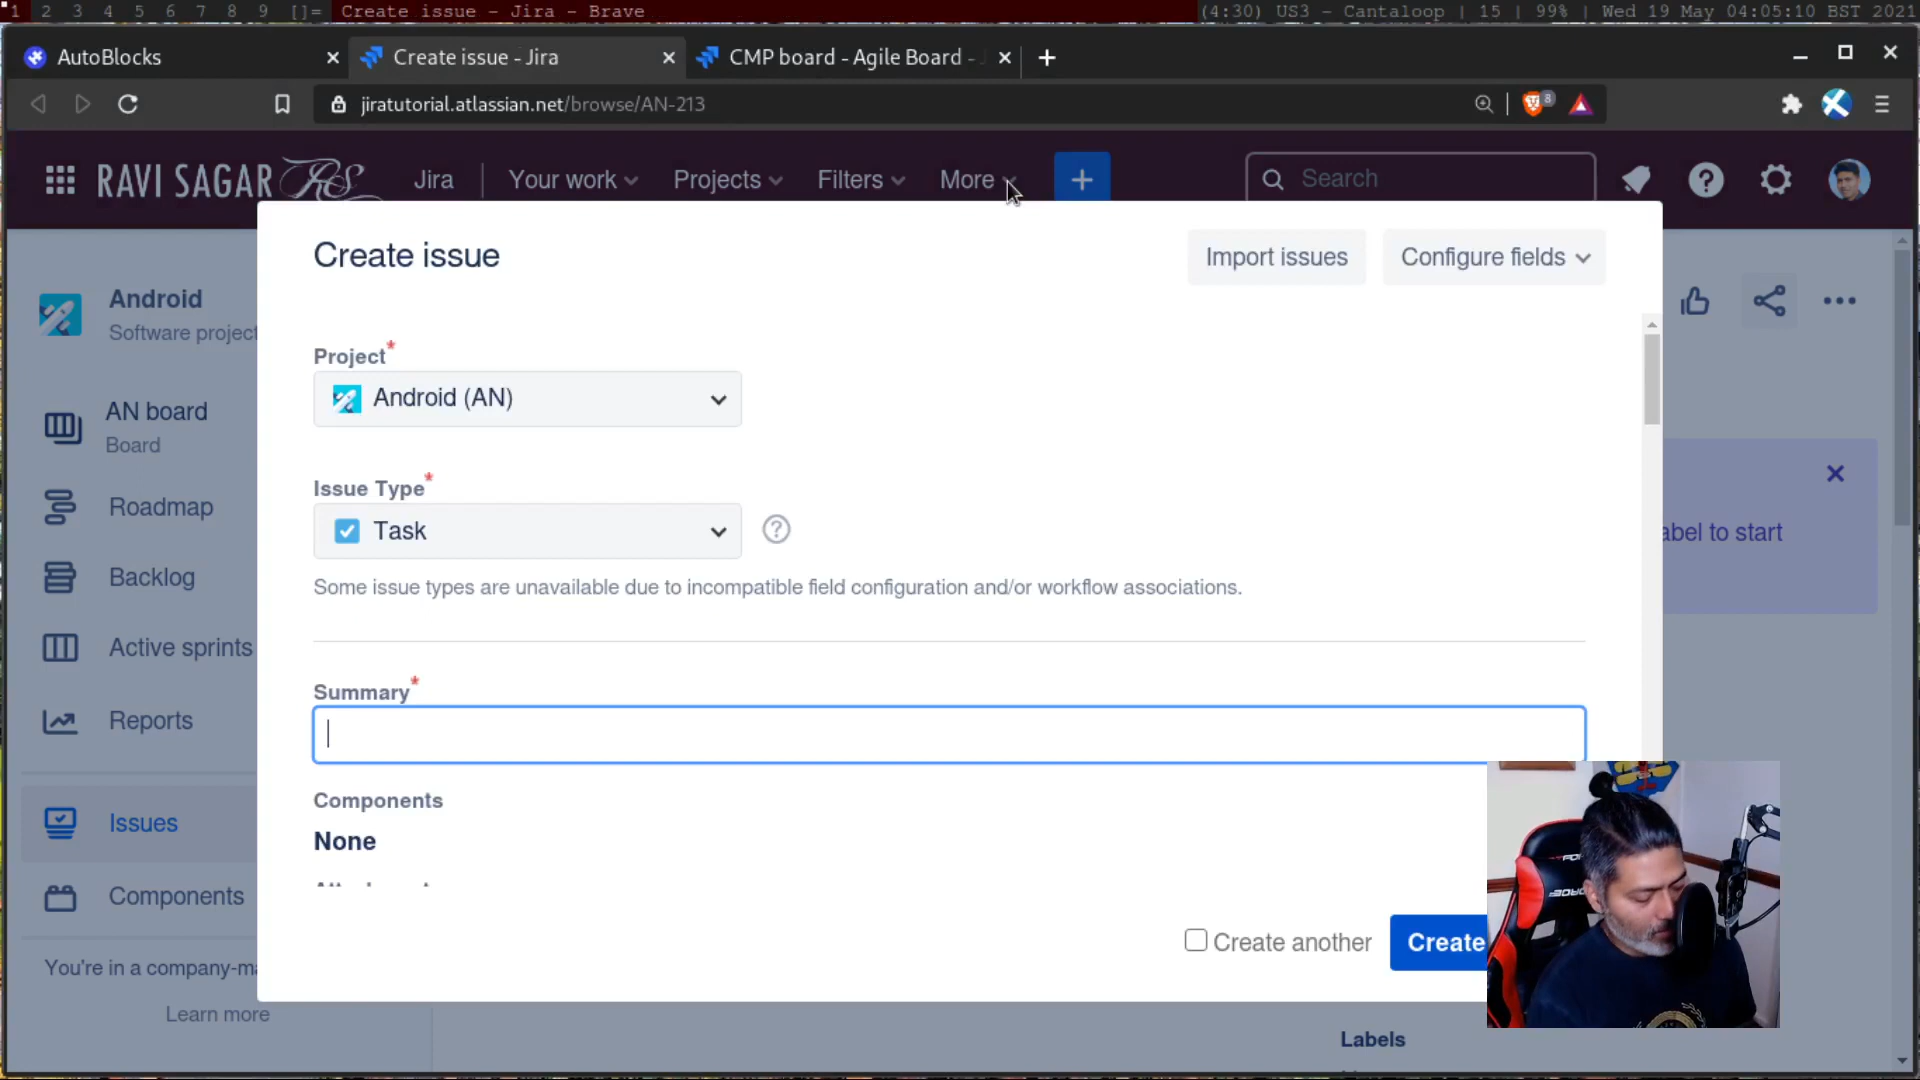 1 2 3 4 5 6 7 8 9 []= Create issue - Jira - Brave (4:30) US3 - Cantaloop | 15 | 99% | Wed 19 May 04:05:10 BST 2021
AutoBlocks Create issue - Jira CMP board - Agile Board -
jiratutorial.atlassian.net/browse/AN-213 8
RAVI SAGAR RS Jira Your work Projects Filters More + Search
Create issue Import issues Configure fields
Android
Software project
Project*
Android (AN)
AN board
Board
Issue Type*
Task
Roadmap
abel to start
Backlog
Some issue types are unavailable due to incompatible field configuration and/or workflow associations.
Active sprints
Summary*
Reports
Components
None
Issues
Components
Create another Create
You're in a company-ma
Learn more
Labels